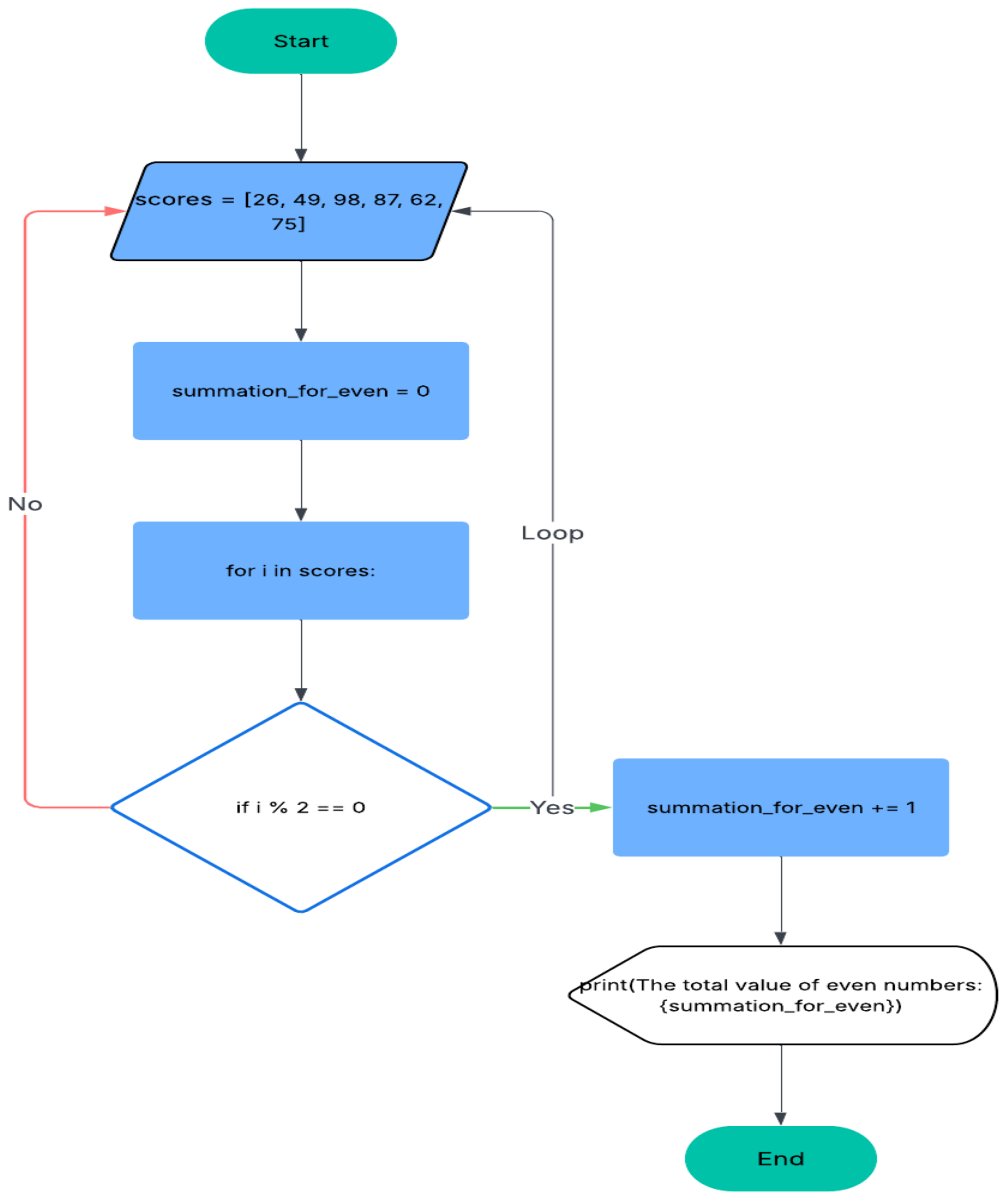 Start
scores = [26, 49, 98, 87, 62,
75]
summation_for_even = 0
No
Loop
for i in scores:
if i % 2 == 0
Yes
summation_for_even += 1
print(The total value of even numbers:
{summation_for_even})
End